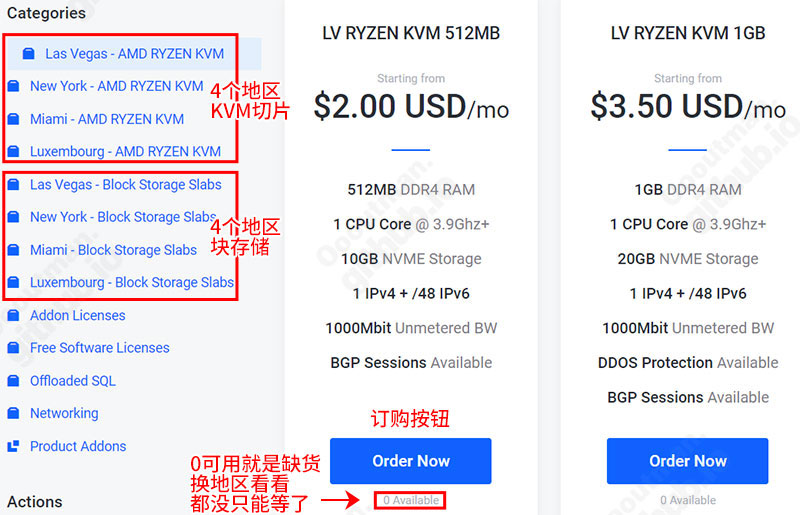 Categories
Las Vegas - AMD RYZEN KVM
New York - AMD RYZEN KVM
Miami - AMD RYZEN KVM
Luxembourg - AMD RYZEN KVM
4个地区
KVM切片
Las Vegas - Block Storage Slabs
New York - Block Storage Slabs
Miami - Block Storage Slabs
Luxembourg - Block Storage Slabs
4个地区
块存储
Addon Licenses
Free Software Licenses
Offloaded SQL
Networking
Product Addons
Actions
LV RYZEN KVM 512MB
Starting from
$2.00 USD/mo
512MB DDR4 RAM
1 CPU Core @ 3.9Ghz+
10GB NVME Storage
1 IPv4 + /48 IPv6
1000Mbit Unmetered BW
BGP Sessions Available
订购按钮
Order Now
0可用就是缺货
换地区看看
都没只能等了
0 Available
LV RYZEN KVM 1GB
Starting from
$3.50 USD/mo
1GB DDR4 RAM
1 CPU Core @ 3.9Ghz+
20GB NVME Storage
1 IPv4 + /48 IPv6
1000Mbit Unmetered BW
DDOS Protection Available
BGP Sessions Available
Order Now
0 Available